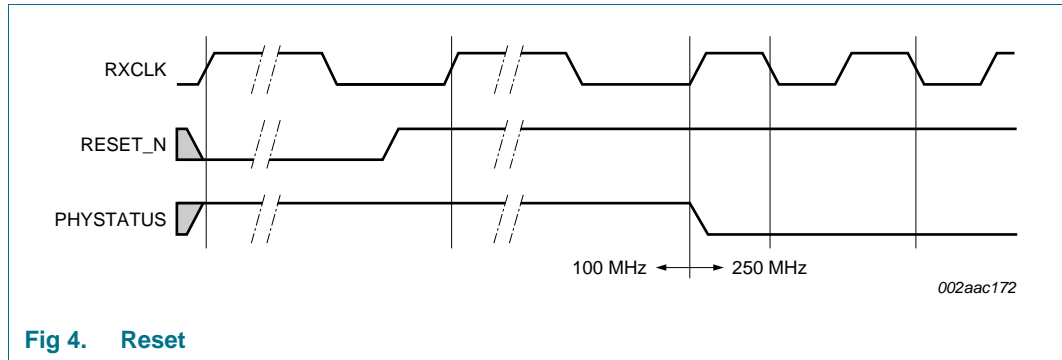 RXCLK
RESET_N
PHYSTATUS
100 MHz
250 MHz
002aac172
Fig 4. Reset